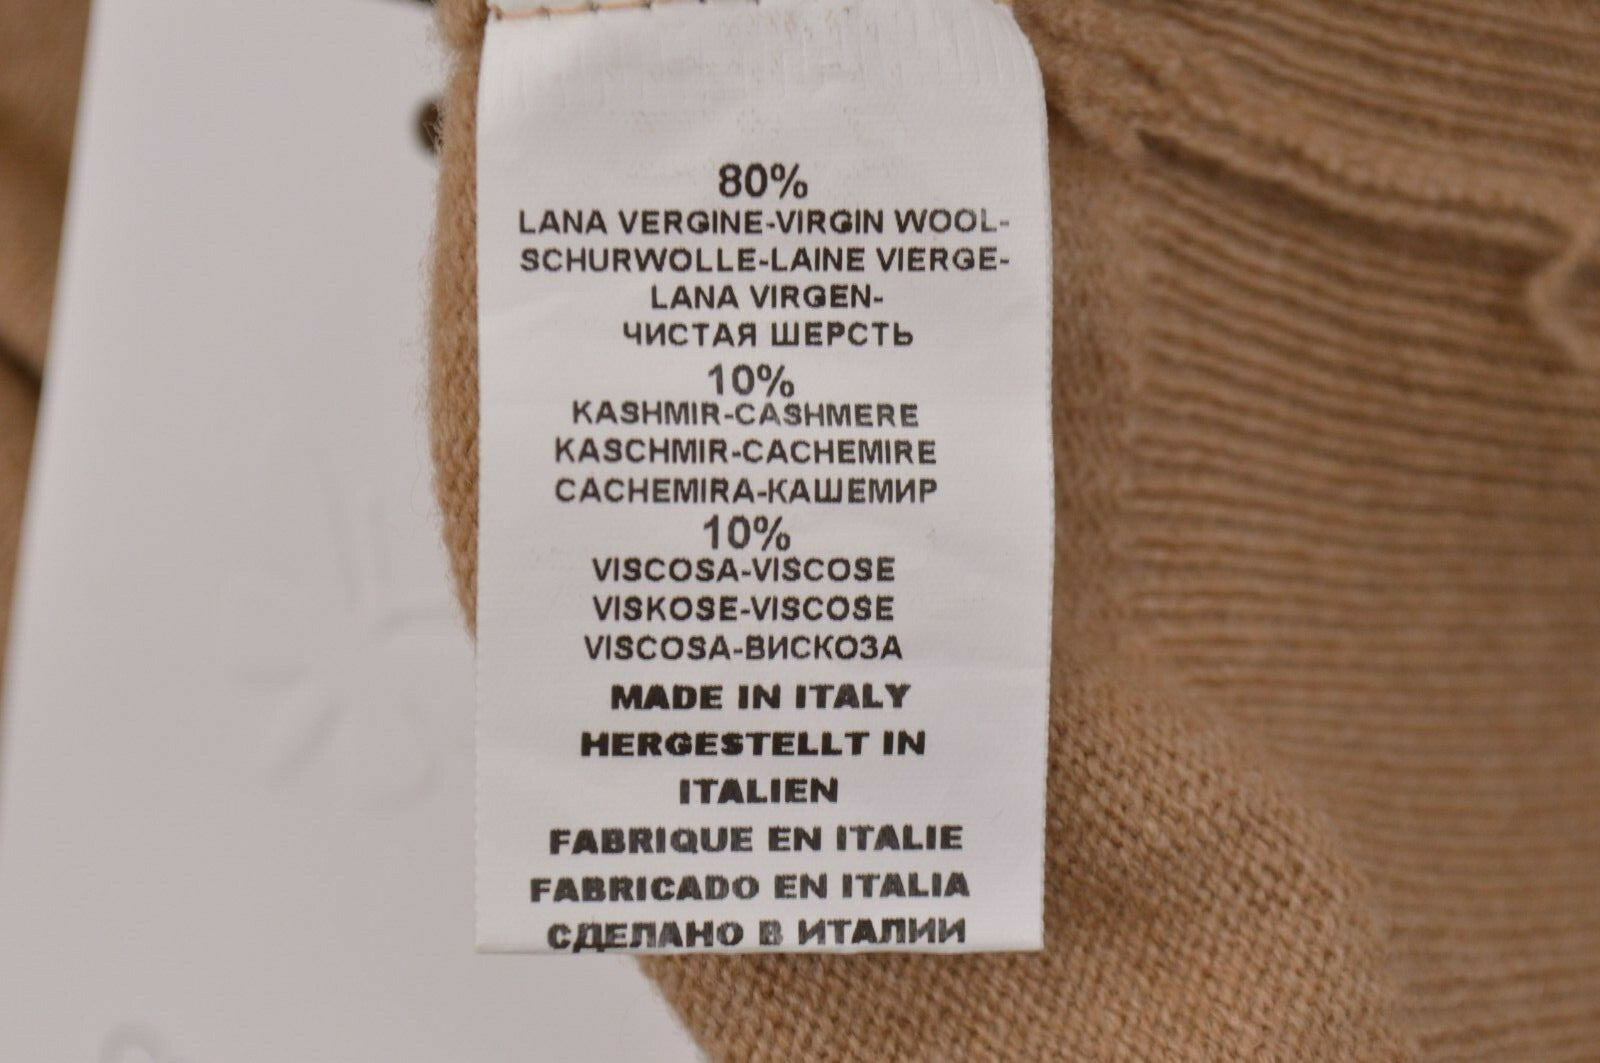 80%
LANA VERGINE-VIRGIN WOOL-
SCHURWOLLE-LAINE VIERGE-
LANA VIRGEN-
ЧИСТАЯ ШЕРСТЬ
10%
KASHMIR-CASHMERE
KASCHMIR-CACHEMIRE
CACHEMIRA-КАШЕМИР
10%
VISCOSA-VISCOSE
VISKOSE-VISCOSE
VISCOSA-ВИСКОЗА
MADE IN ITALY
HERGESTELLT IN
ITALIEN
FABRIQUE EN ITALIE
FABRICADO EN ITALIA
СДЕЛАНО В ИТАЛИИ